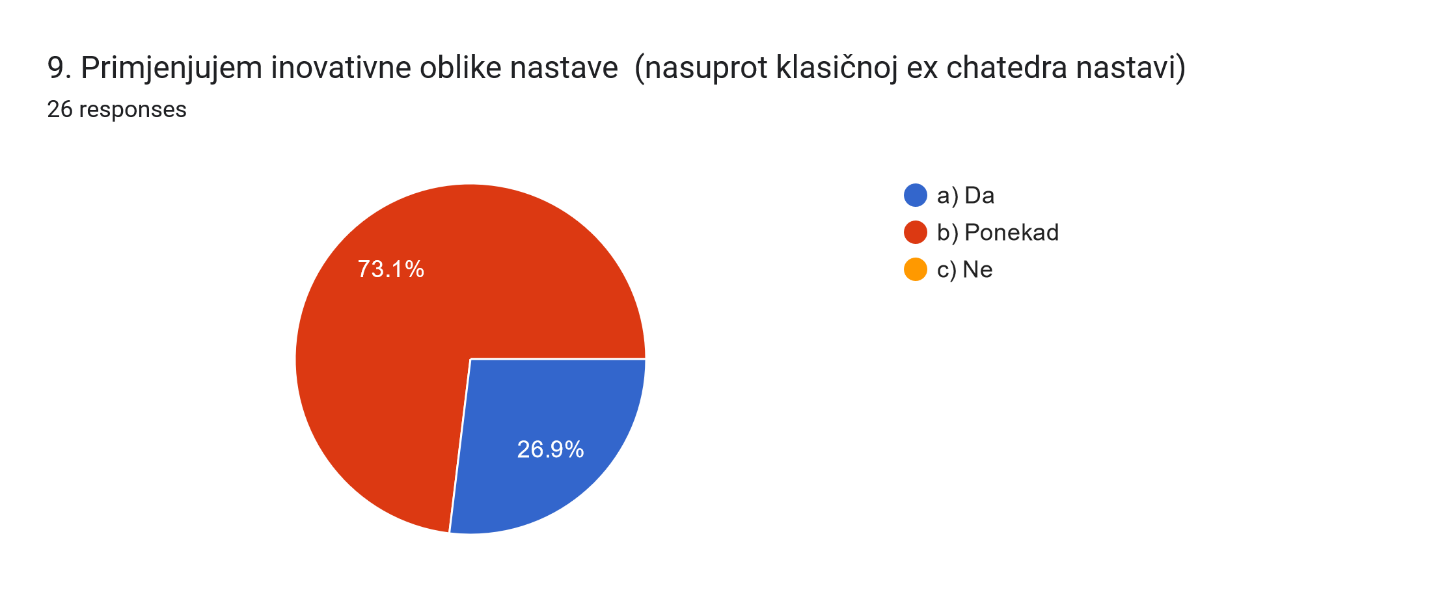 9. Primjenjujem inovativne oblike nastave  (nasuprot klasičnoj ex chatedra nastavi)
26 responses
a) Da
b) Ponekad
c) Ne
73.1%
26.9%